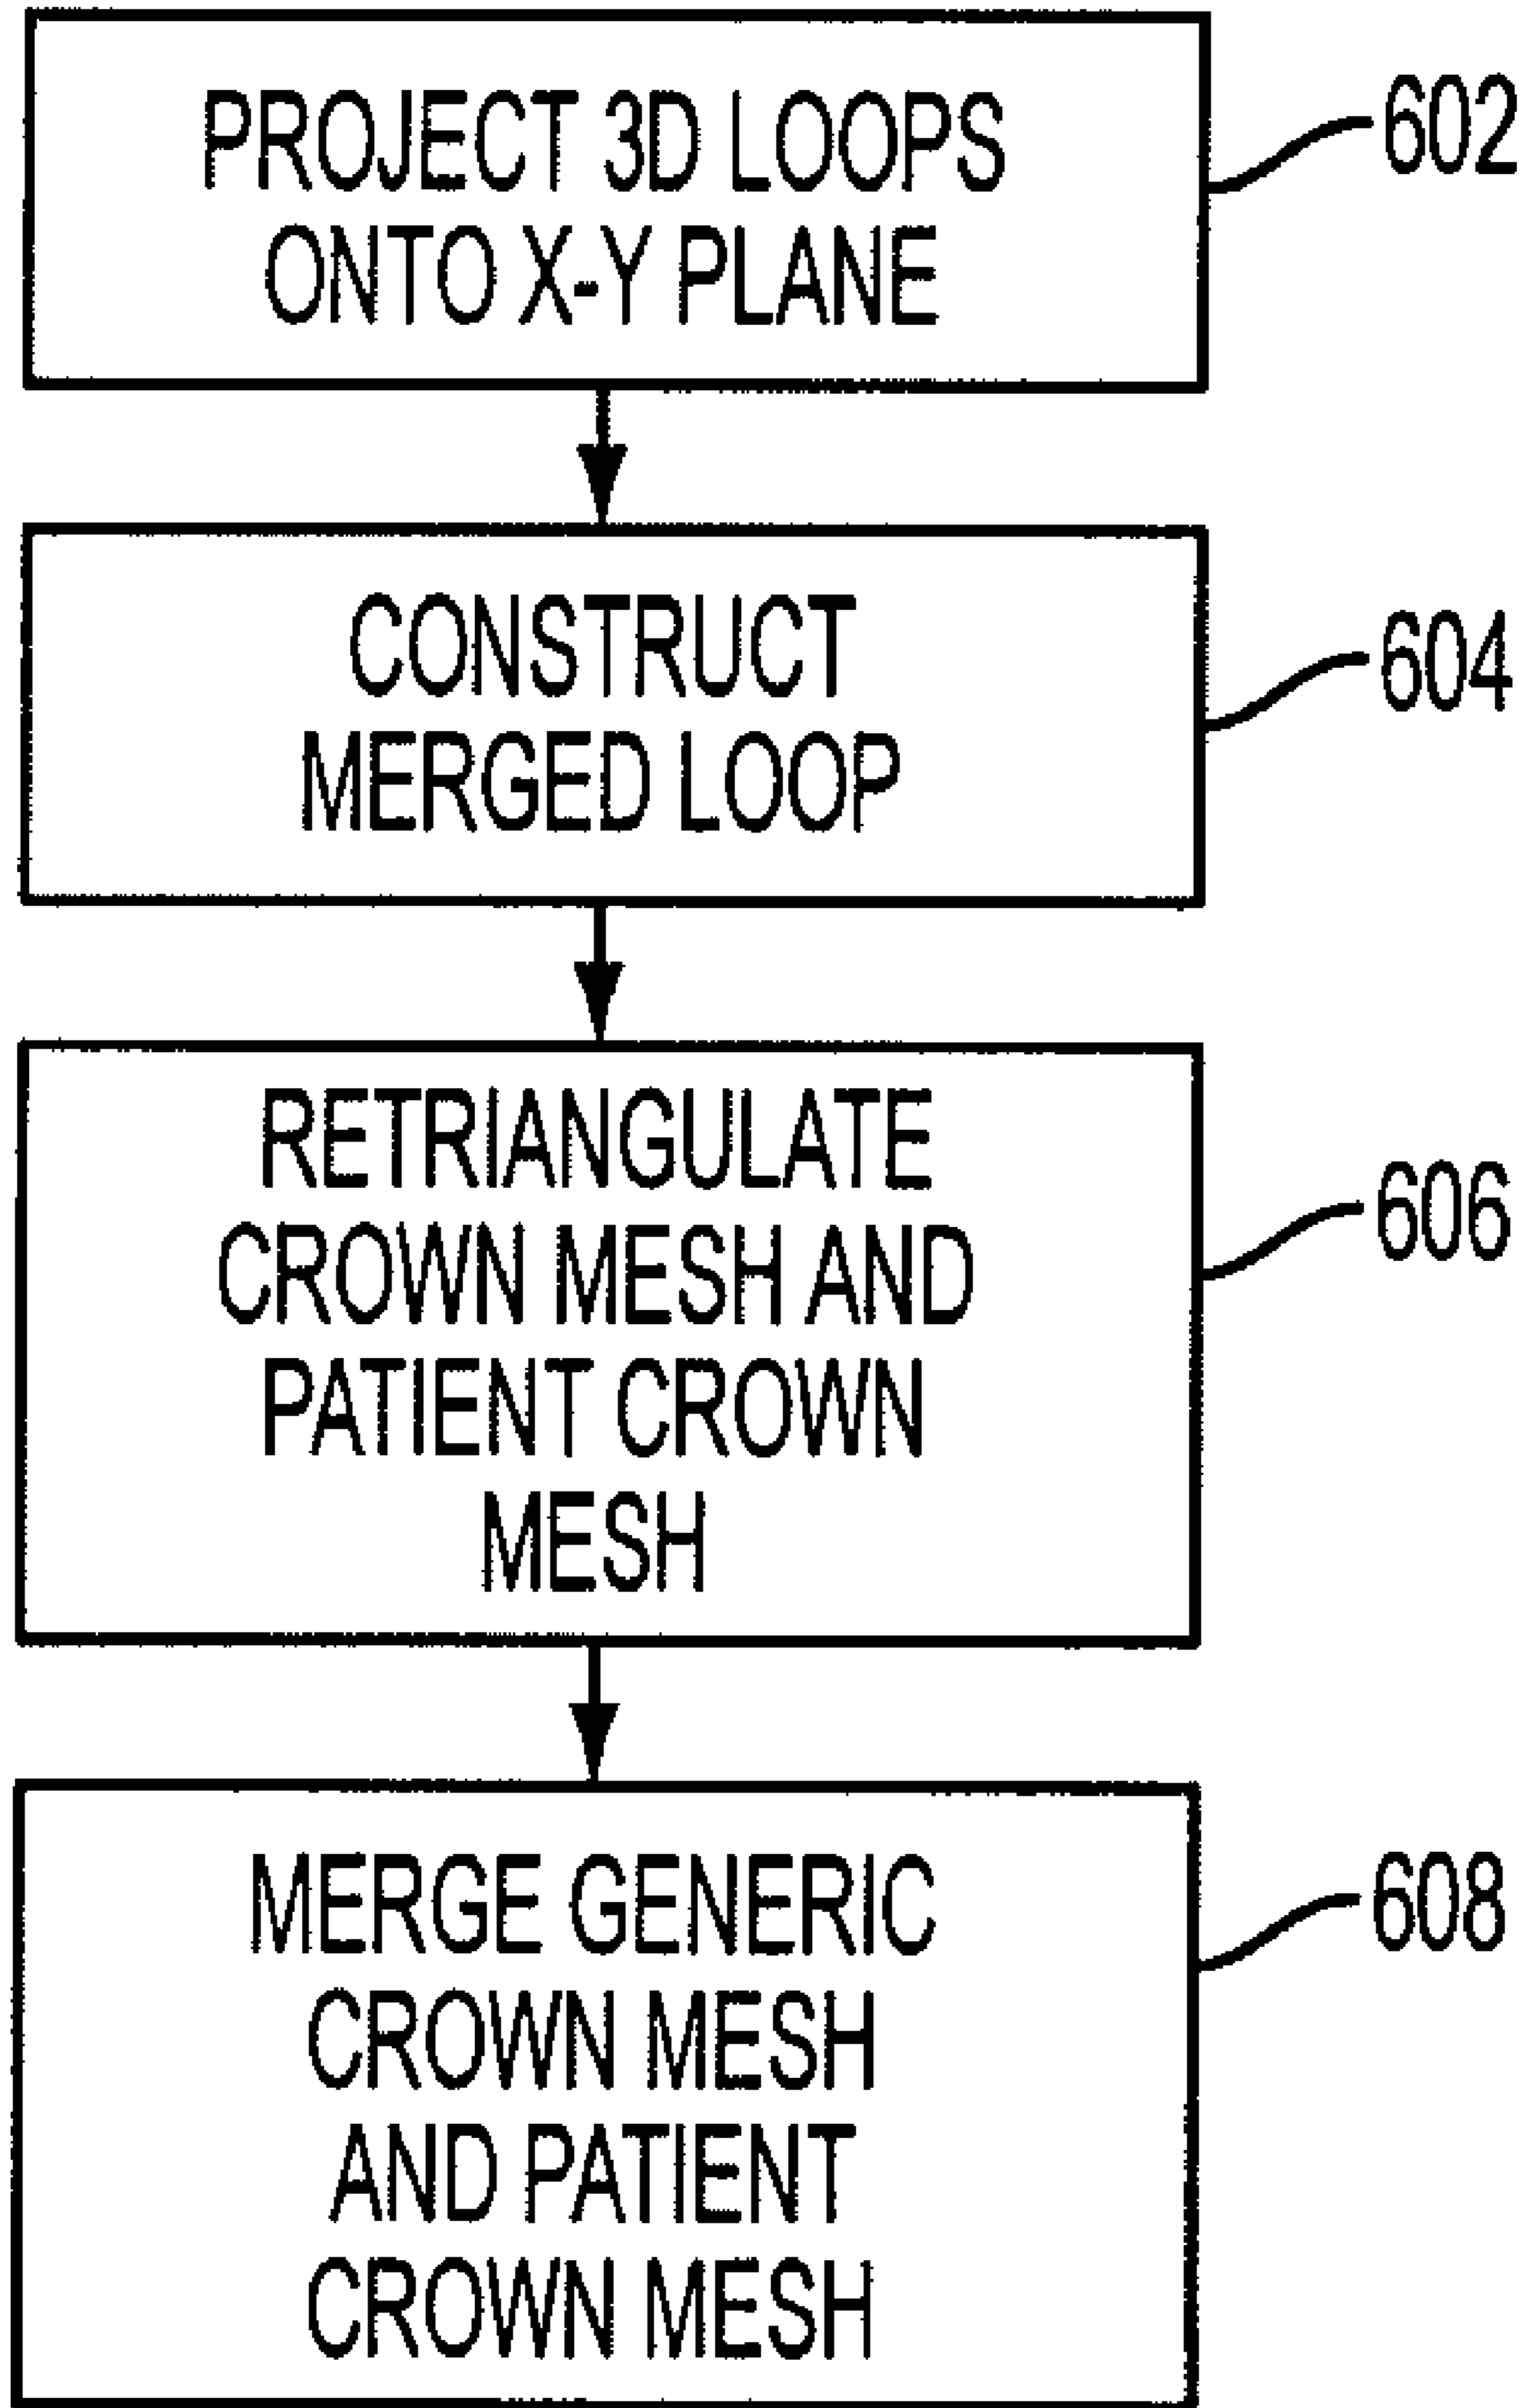 PROJECT 3D LOOPS
ONTO X-Y PLANE
602
CONSTRUCT
MERGED LOOP
604
RETRIANGULATE
CROWN MESH AND
PATIENT CROWN
MESH
606
MERGE GENERIC
CROWN MESH
AND PATIENT
CROWN MESH
608